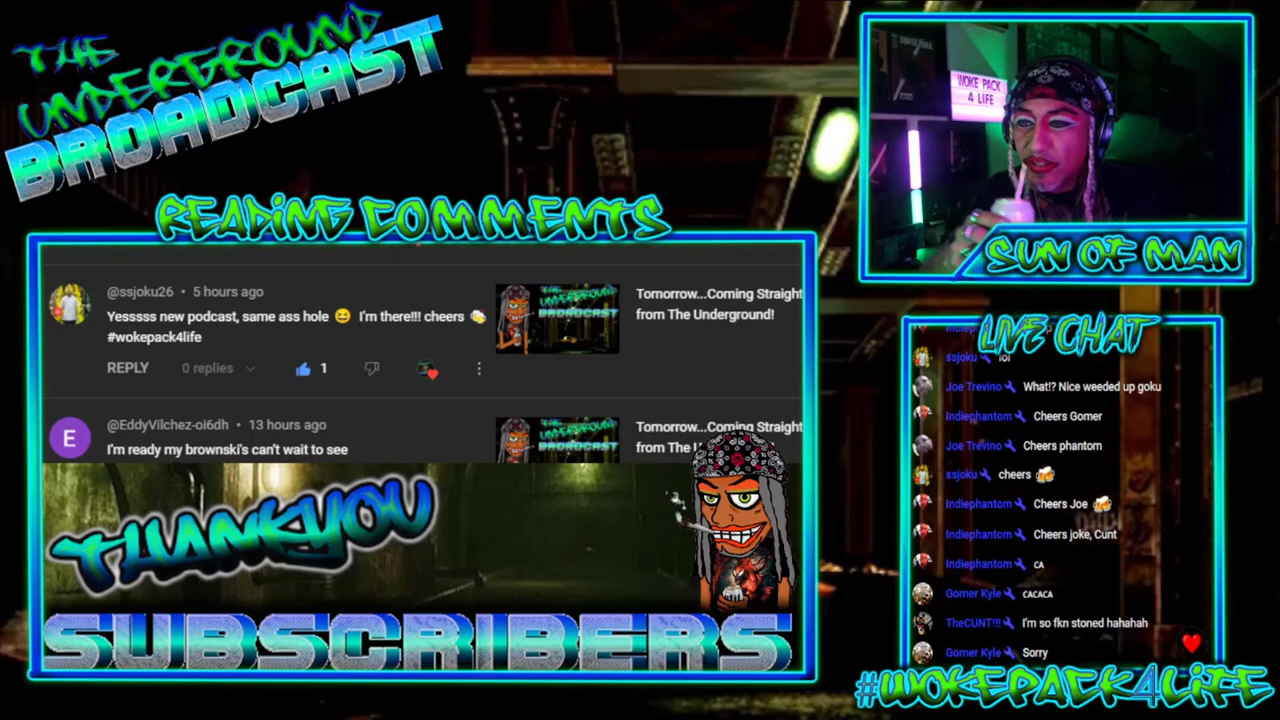 THE
UNDERGROUND
BROADCAST
READING COMMENTS
@ssjoku26 • 5 hours ago
Yesssss new podcast, same ass hole 😆 I'm there!!! cheers 🍻
#wokepack4life
REPLY 0 replies 1
Tomorrow...Coming Straight
from The Underground!
UNDERGROUND
BROADCAST
E
@EddyVilchez-oi6dh • 13 hours ago
I'm ready my brownski's can't wait to see
Tomorrow...Coming Straight
from The U
UNDERGROUND
BROADCAST
THANKYOU
SUBSCRIBERS
WOKE PACK
4 LIFE
SUN OF MAN
LIVE CHAT
ssjoku lol
Joe Trevino What!? Nice weeded up goku
Indiephantom Cheers Gomer
Joe Trevino Cheers phantom
ssjoku cheers 🍻
Indiephantom Cheers Joe 🍻
Indiephantom Cheers joke, Cunt
Indiephantom CA
Gomer Kyle CACACA
TheCUNT!!! I'm so fkn stoned hahahah
Gomer Kyle Sorry
#WOKEPACK4LIFE